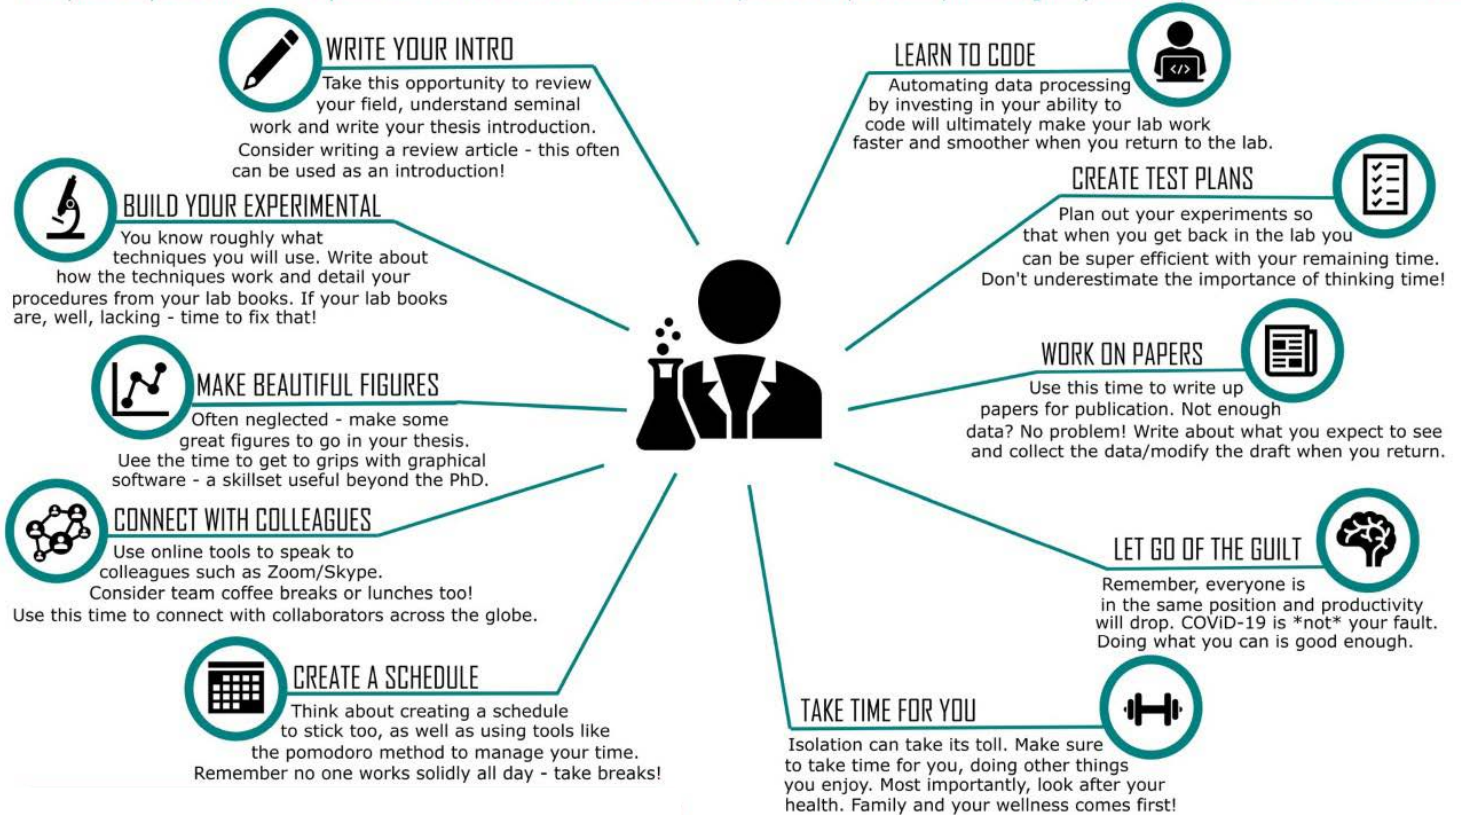 WRITE YOUR INTRO
Take this opportunity to review
your field, understand seminal
work and write your thesis introduction.
Consider writing a review article - this often
can be used as an introduction!
BUILD YOUR EXPERIMENTAL
You know roughly what
techniques you will use. Write about
how the techniques work and detail your
procedures from your lab books. If your lab books
are, well, lacking - time to fix that!
MAKE BEAUTIFUL FIGURES
Often neglected - make some
great figures to go in your thesis.
Uee the time to get to grips with graphical
software - a skillset useful beyond the PhD.
CONNECT WITH COLLEAGUES
Use online tools to speak to
colleagues such as Zoom/Skype.
Consider team coffee breaks or lunches too!
Use this time to connect with collaborators across the globe.
CREATE A SCHEDULE
Think about creating a schedule
to stick too, as well as using tools like
the pomodoro method to manage your time.
Remember no one works solidly all day - take breaks!
LEARN TO CODE
</>
Automating data processing
by investing in your ability to
code will ultimately make your lab work
faster and smoother when you return to the lab.
CREATE TEST PLANS
Plan out your experiments so
that when you get back in the lab you
can be super efficient with your remaining time.
Don't underestimate the importance of thinking time!
WORK ON PAPERS
Use this time to write up
papers for publication. Not enough
data? No problem! Write about what you expect to see
and collect the data/modify the draft when you return.
LET GO OF THE GUILT
Remember, everyone is
in the same position and productivity
will drop. COViD-19 is *not* your fault.
Doing what you can is good enough.
TAKE TIME FOR YOU
Isolation can take its toll. Make sure
to take time for you, doing other things
you enjoy. Most importantly, look after your
health. Family and your wellness comes first!